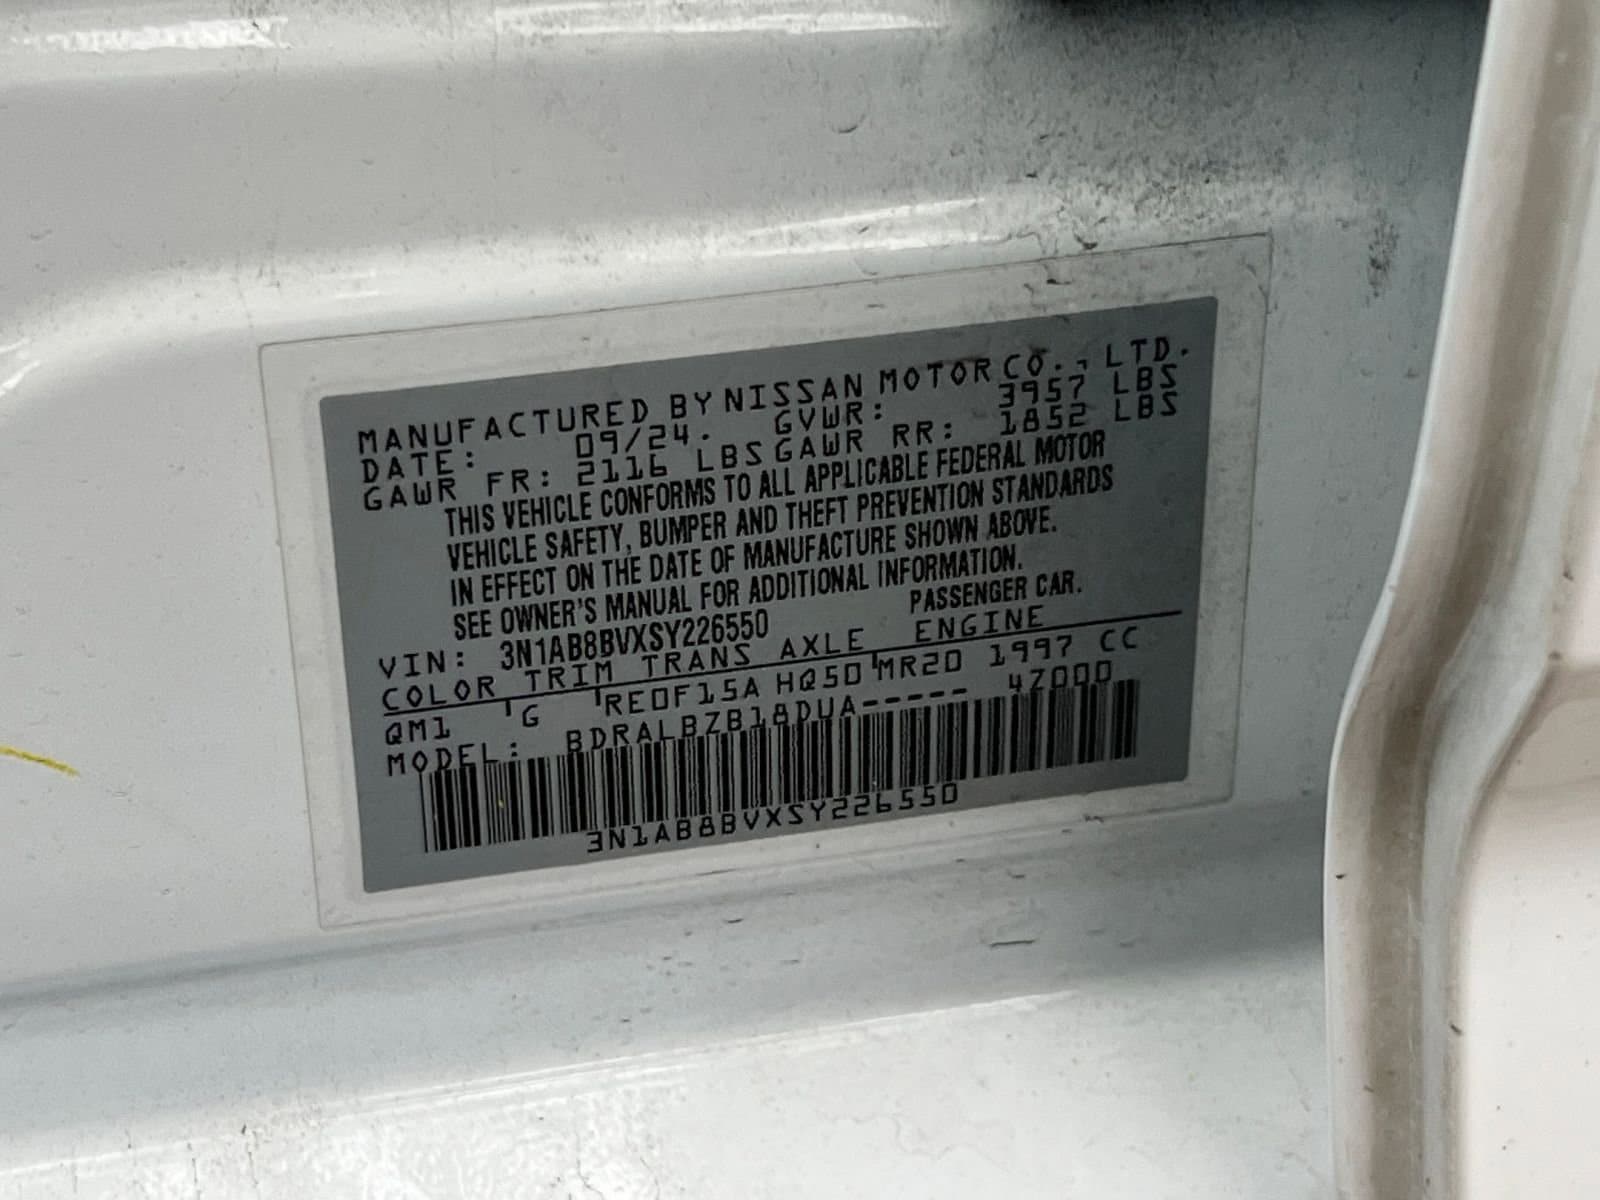 MANUFACTURED BY NISSAN MOTOR CO., LTD.
DATE: 09/24. GVWR: 3957 LBS
GAWR FR: 2116 LBS GAWR RR: 1852 LBS
THIS VEHICLE CONFORMS TO ALL APPLICABLE FEDERAL MOTOR
VEHICLE SAFETY, BUMPER AND THEFT PREVENTION STANDARDS
IN EFFECT ON THE DATE OF MANUFACTURE SHOWN ABOVE.
SEE OWNER'S MANUAL FOR ADDITIONAL INFORMATION.
VIN: 3N1AB8BVXSY226550 PASSENGER CAR.
COLOR TRIM TRANS AXLE ENGINE
QM1 G RE0F15A HQ50 MR20 1997 CC
MODEL: BDRALBZB18DUA----- 4Z000
3N1AB8BVXSY226550